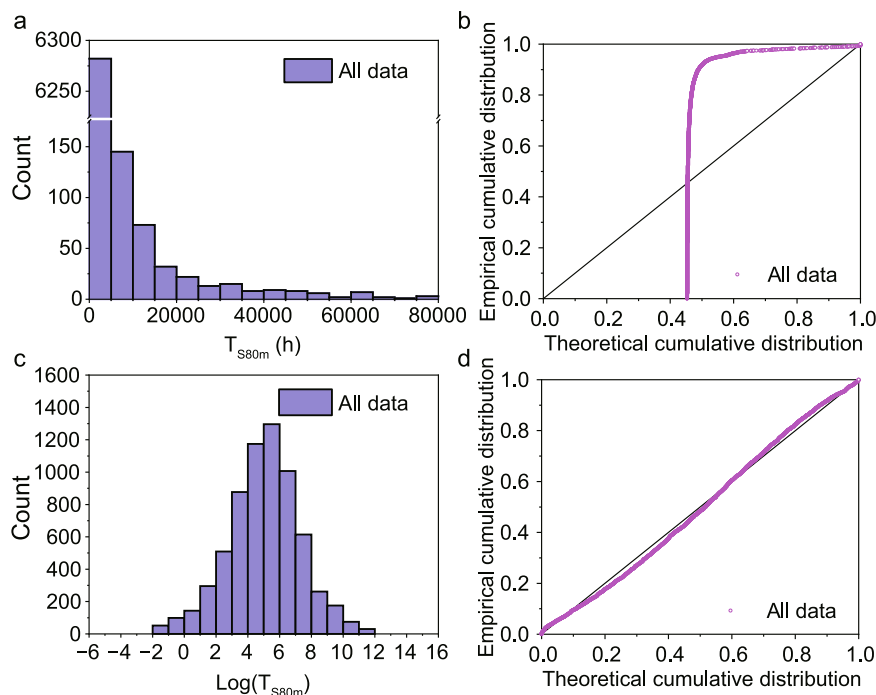 a
6300
6250
150
100
50
0
Count
All data
0 20000 40000 60000 80000
T_S80m (h)
b
1.0
0.8
0.6
0.4
0.2
0.0
Empirical cumulative distribution
All data
0.0 0.2 0.4 0.6 0.8 1.0
Theoretical cumulative distribution
c
1600
1400
1200
1000
800
600
400
200
0
Count
All data
−6 −4 −2 0 2 4 6 8 10 12 14 16
Log(T_S80m)
d
1.0
0.8
0.6
0.4
0.2
0.0
Empirical cumulative distribution
All data
0.0 0.2 0.4 0.6 0.8 1.0
Theoretical cumulative distribution